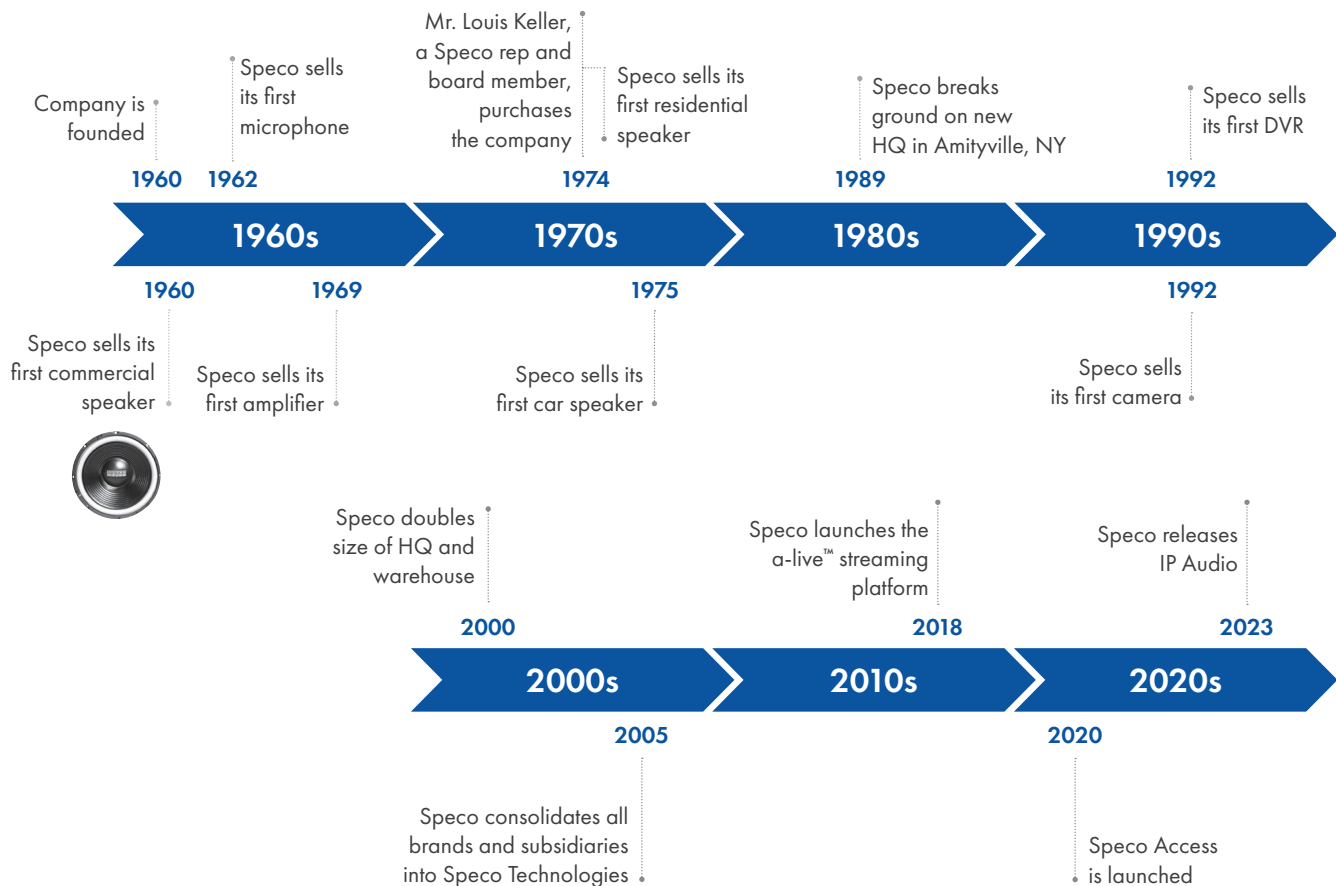 Company is
founded
1960
Speco sells
its first
microphone
1962
Mr. Louis Keller,
a Speco rep and
board member,
purchases
the company
Speco sells its
first residential
speaker
1974
Speco breaks
ground on new
HQ in Amityville, NY
1989
Speco sells
its first DVR
1992
1960s
1970s
1980s
1990s
1960
Speco sells its
first commercial
speaker
1969
Speco sells its
first amplifier
1975
Speco sells its
first car speaker
1992
Speco sells
its first camera
Speco doubles
size of HQ and
warehouse
2000
Speco launches the
a-live™ streaming
platform
2018
Speco releases
IP Audio
2023
2000s
2010s
2020s
2005
Speco consolidates all
brands and subsidiaries
into Speco Technologies
2020
Speco Access
is launched